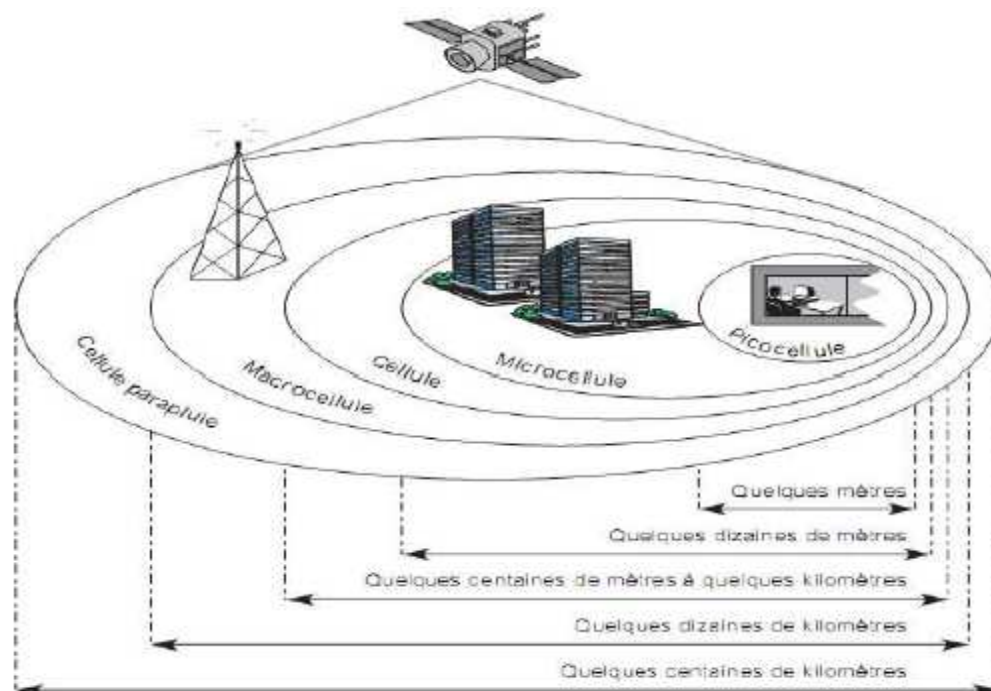 Cellule parapluie
Macrocellule
Cellule
Microcellule
Picocellule
Quelques mètres
Quelques dizaines de mètres
Quelques centaines de mètres à quelques kilomètres
Quelques dizaines de kilomètres
Quelques centaines de kilomètres